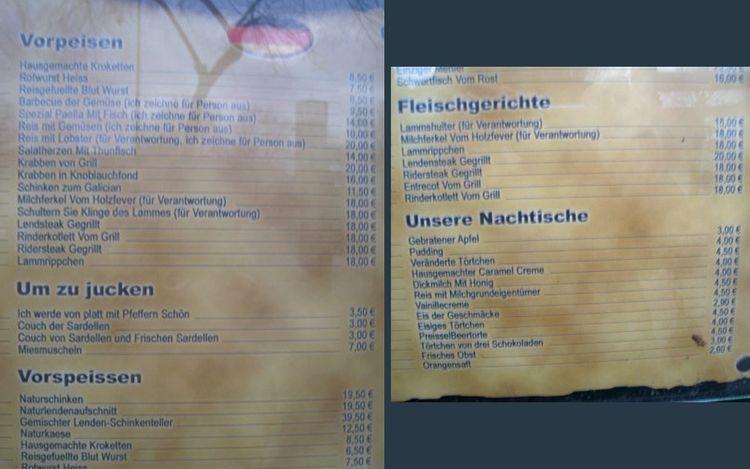 Vorpeisen
Hausgemachte Kroketten 8,50 €
Rotwurst Heiss 7,50 €
Reisgefuellte Blut Wurst 6,50 €
Barbecue der Gemüse (ich zeichne für Person aus) 9,50 €
Spezial Paella Mit Fisch (ich zeichne für Person aus) 14,00 €
Reis mit Gemüsen (ich zeichne für Person aus) 10,00 €
Reis mit Lobster (für Verantwortung, ich zeichne für Person aus) 20,00 €
Salatherzen Mit Thunfisch 14,00 €
Krabben von Grill 20,00 €
Krabben in Knoblauchfond 16,00 €
Schinken zum Galician 11,50 €
Milchferkel Vom Holzfever (für Verantwortung) 18,00 €
Schultern Sie Klinge des Lammes (für Verantwortung) 18,00 €
Lendsteak Gegrillt 18,00 €
Rinderkotlett Vom Grill 18,00 €
Ridersteak Gegrillt 18,00 €
Lammrippchen 18,00 €
Um zu jucken
Ich werde von platt mit Pfeffern Schön 3,50 €
Couch der Sardellen 3,00 €
Couch von Sardellen und Frischen Sardellen 3,00 €
Miesmuscheln 7,00 €
Vorspeissen
Naturschinken 19,50 €
Naturlendenaufschnitt 19,50 €
Gemischter Lenden-Schinkenteller 39,50 €
Naturkaese 12,50 €
Hausgemachte Kroketten 8,50 €
Reisgefuellte Blut Wurst 6,50 €
Rotwurst Heiss 7,50 €
Einziger Menier
Schwertfisch Vom Rost 16,00 €
Fleischgerichte
Lammshulter (für Verantwortung) 18,00 €
Milchferkel Vom Holzfever (für Verantwortung) 18,00 €
Lammrippchen 18,00 €
Lendensteak Gegrillt 20,00 €
Ridersteak Gegrillt 18,00 €
Entrecot Vom Grill 18,00 €
Rinderkotlett Vom Grill 18,00 €
Unsere Nachtische
Gebratener Apfel 3,00 €
Pudding 4,00 €
Veränderte Törtchen 4,50 €
Hausgemachter Caramel Creme 4,00 €
Dickmilch Mit Honig 4,00 €
Reis mit Milchgrundeigentümer 4,50 €
Vainillecreme 4,50 €
Eis der Geschmäcke 2,90 €
Eisiges Törtchen 4,50 €
PreisselBeertorte 4,00 €
Törtchen von drei Schokoladen 4,50 €
Frisches Obst 3,00 €
Orangensaft 2,60 €